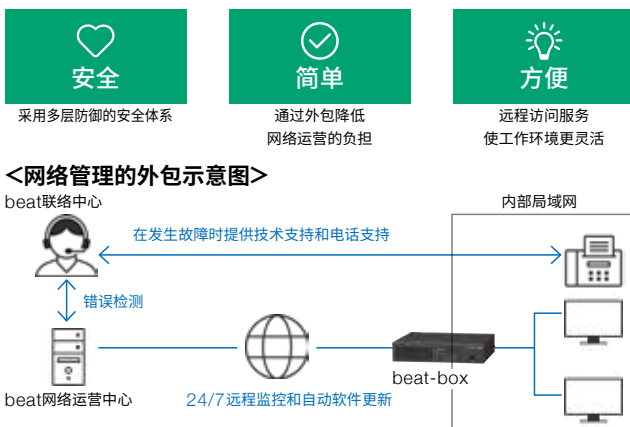 安全
简单
方便
采用多层防御的安全体系
通过外包降低
网络运营的负担
远程访问服务
使工作环境更灵活
<网络管理的外包示意图>
beat联络中心
内部局域网
在发生故障时提供技术支持和电话支持
错误检测
beat-box
beat网络运营中心
24/7远程监控和自动软件更新